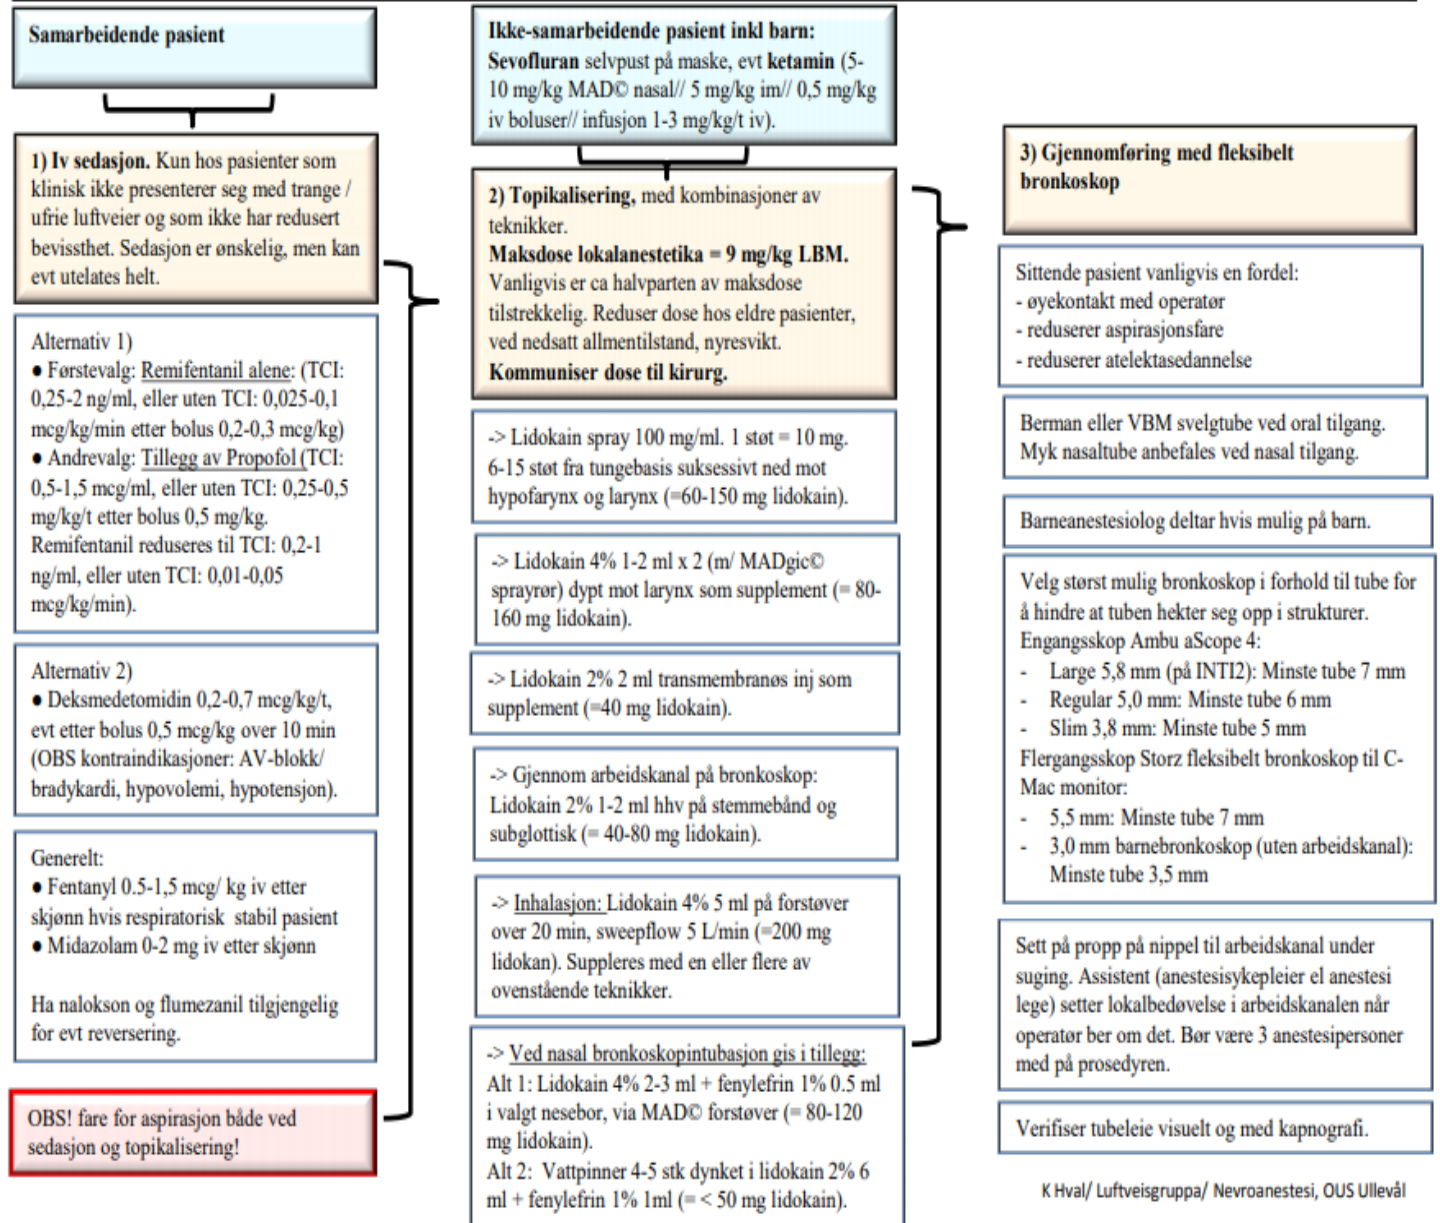 Samarbeidende pasient
1) Iv sedasjon. Kun hos pasienter som
klinisk ikke presenterer seg med trange /
ufrie luftveier og som ikke har redusert
bevissthet. Sedasjon er ønskelig, men kan
evt utelates helt.
Alternativ 1)
● Førstevalg: Remifentanil alene: (TCI:
0,25-2 ng/ml, eller uten TCI: 0,025-0,1
mcg/kg/min etter bolus 0,2-0,3 mcg/kg)
● Andrevalg: Tillegg av Propofol (TCI:
0,5-1,5 mcg/ml, eller uten TCI: 0,25-0,5
mg/kg/t etter bolus 0,5 mg/kg.
Remifentanil reduseres til TCI: 0,2-1
ng/ml, eller uten TCI: 0,01-0,05
mcg/kg/min).
Alternativ 2)
● Deksmedetomidin 0,2-0,7 mcg/kg/t,
evt etter bolus 0,5 mcg/kg over 10 min
(OBS kontraindikasjoner: AV-blokk/
bradykardi, hypovolemi, hypotensjon).
Generelt:
● Fentanyl 0.5-1,5 mcg/ kg iv etter
skjønn hvis respiratorisk stabil pasient
● Midazolam 0-2 mg iv etter skjønn
Ha nalokson og flumezanil tilgjengelig
for evt reversering.
OBS! fare for aspirasjon både ved
sedasjon og topikalisering!
Ikke-samarbeidende pasient inkl barn:
Sevofluran selvpust på maske, evt ketamin (5-
10 mg/kg MAD© nasal// 5 mg/kg im// 0,5 mg/kg
iv boluser// infusjon 1-3 mg/kg/t iv).
2) Topikalisering, med kombinasjoner av
teknikker.
Maksdose lokalanestetika = 9 mg/kg LBM.
Vanligvis er ca halvparten av maksdose
tilstrekkelig. Reduser dose hos eldre pasienter,
ved nedsatt allmentilstand, nyresvikt.
Kommuniser dose til kirurg.
-> Lidokain spray 100 mg/ml. 1 støt = 10 mg.
6-15 støt fra tungebasis suksessivt ned mot
hypofarynx og larynx (=60-150 mg lidokain).
-> Lidokain 4% 1-2 ml x 2 (m/ MADgic©
sprayrør) dypt mot larynx som supplement (= 80-
160 mg lidokain).
-> Lidokain 2% 2 ml transmembranøs inj som
supplement (=40 mg lidokain).
-> Gjennom arbeidskanal på bronkoskop:
Lidokain 2% 1-2 ml hhv på stemmebånd og
subglottisk (= 40-80 mg lidokain).
-> Inhalasjon: Lidokain 4% 5 ml på forstøver
over 20 min, sweepflow 5 L/min (=200 mg
lidokan). Suppleres med en eller flere av
ovenstående teknikker.
-> Ved nasal bronkoskopintubasjon gis i tillegg:
Alt 1: Lidokain 4% 2-3 ml + fenylefrin 1% 0.5 ml
i valgt nesebor, via MAD© forstøver (= 80-120
mg lidokain).
Alt 2: Vattpinner 4-5 stk dynket i lidokain 2% 6
ml + fenylefrin 1% 1ml (= < 50 mg lidokain).
3) Gjennomføring med fleksibelt
bronkoskop
Sittende pasient vanligvis en fordel:
- øyekontakt med operatør
- reduserer aspirasjonsfare
- reduserer atelektasedannelse
Berman eller VBM svelgtube ved oral tilgang.
Myk nasaltube anbefales ved nasal tilgang.
Barneanestesiolog deltar hvis mulig på barn.
Velg størst mulig bronkoskop i forhold til tube for
å hindre at tuben hekter seg opp i strukturer.
Engangsskop Ambu aScope 4:
- Large 5,8 mm (på INTI2): Minste tube 7 mm
- Regular 5,0 mm: Minste tube 6 mm
- Slim 3,8 mm: Minste tube 5 mm
Flergangsskop Storz fleksibelt bronkoskop til C-
Mac monitor:
- 5,5 mm: Minste tube 7 mm
- 3,0 mm barnebronkoskop (uten arbeidskanal):
Minste tube 3,5 mm
Sett på propp på nippel til arbeidskanal under
suging. Assistent (anestesisykepleier el anestesi
lege) setter lokalbedøvelse i arbeidskanalen når
operatør ber om det. Bør være 3 anestesipersoner
med på prosedyren.
Verifiser tubeleie visuelt og med kapnografi.
K Hval/ Luftveisgruppa/ Nevroanestesi, OUS Ullevål